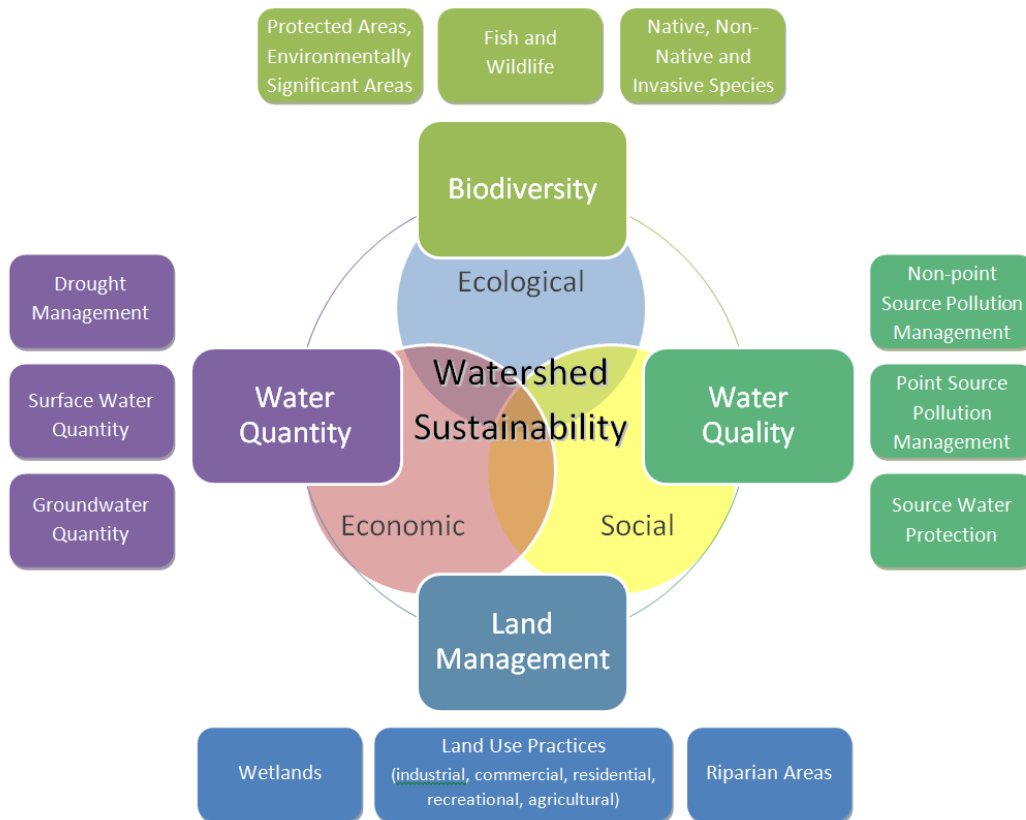 Protected Areas,
Environmentally
Significant Areas
Fish and
Wildlife
Native, Non-
Native and
Invasive Species
Biodiversity
Ecological
Drought
Management
Surface Water
Quantity
Groundwater
Quantity
Water
Quantity
Watershed
Sustainability
Water
Quality
Non-point
Source Pollution
Management
Point Source
Pollution
Management
Source Water
Protection
Economic
Social
Land
Management
Wetlands
Land Use Practices
(industrial, commercial, residential,
recreational, agricultural)
Riparian Areas